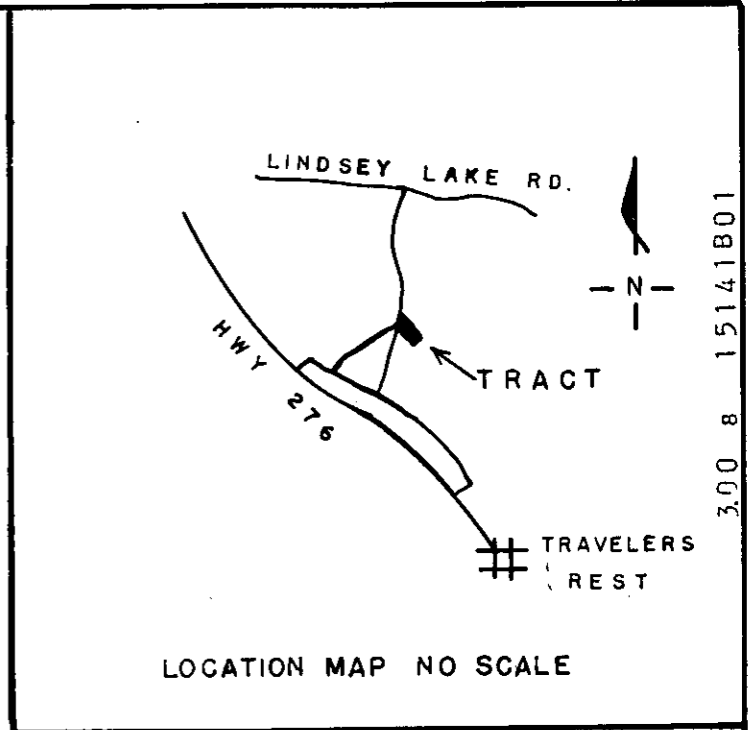 LINDSEY LAKE RD.
N
HWY 276
TRACT
TRAVELERS
REST
LOCATION MAP NO SCALE
3.00 8 15141B01